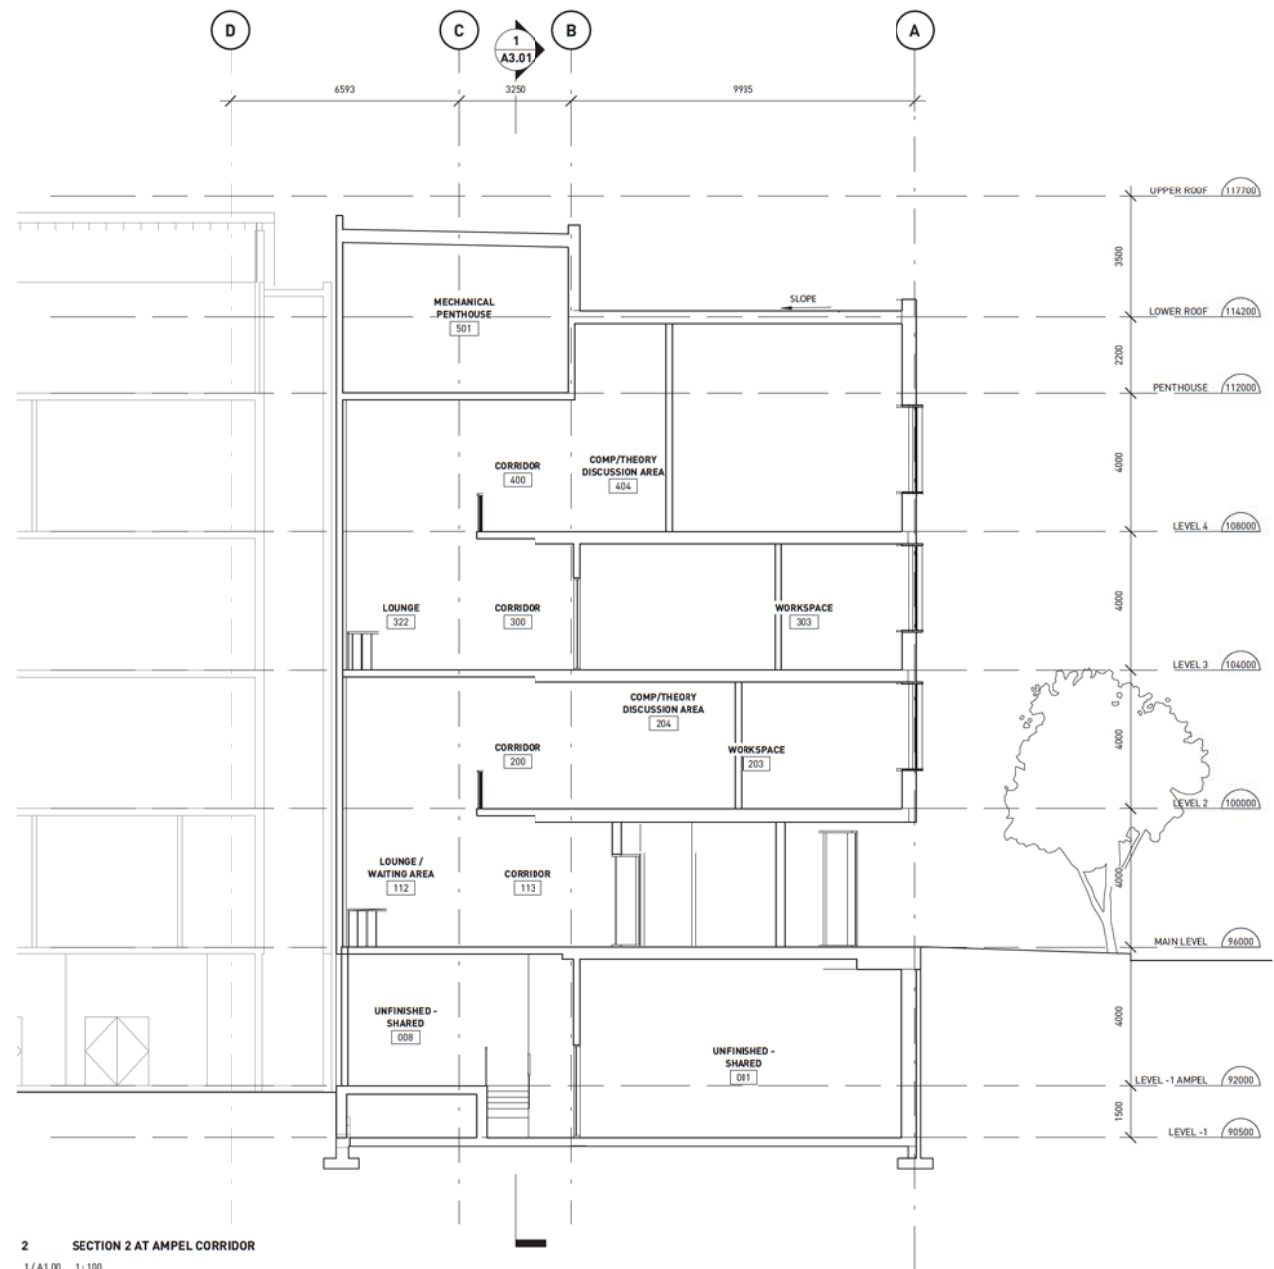 D
C
1
A3.01
B
A
6593
3250
9935
UPPER ROOF 117700
3500
SLOPE
MECHANICAL
PENTHOUSE
501
LOWER ROOF 114200
2200
PENTHOUSE 112000
4000
CORRIDOR
400
COMP/THEORY
DISCUSSION AREA
404
LEVEL 4 108000
4000
LOUNGE
322
CORRIDOR
300
WORKSPACE
303
LEVEL 3 104000
COMP/THEORY
DISCUSSION AREA
204
4000
CORRIDOR
200
WORKSPACE
203
LEVEL 2 100000
LOUNGE /
WAITING AREA
112
CORRIDOR
113
4000
MAIN LEVEL 96000
4000
UNFINISHED -
SHARED
008
UNFINISHED -
SHARED
001
LEVEL -1 AMPEL 92000
1500
LEVEL -1 90500
2 SECTION 2 AT AMPEL CORRIDOR
1 / A1.00 1 : 100